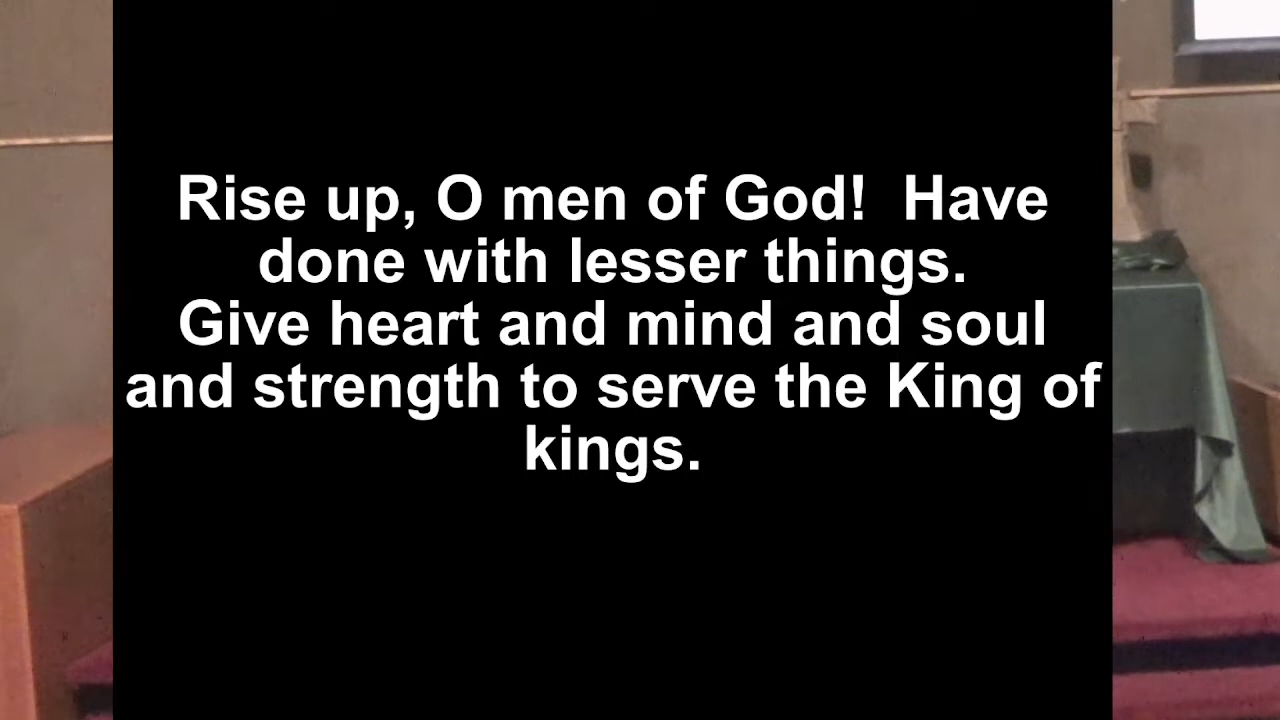 Rise up, O men of God!  Have
done with lesser things.
Give heart and mind and soul
and strength to serve the King of
kings.